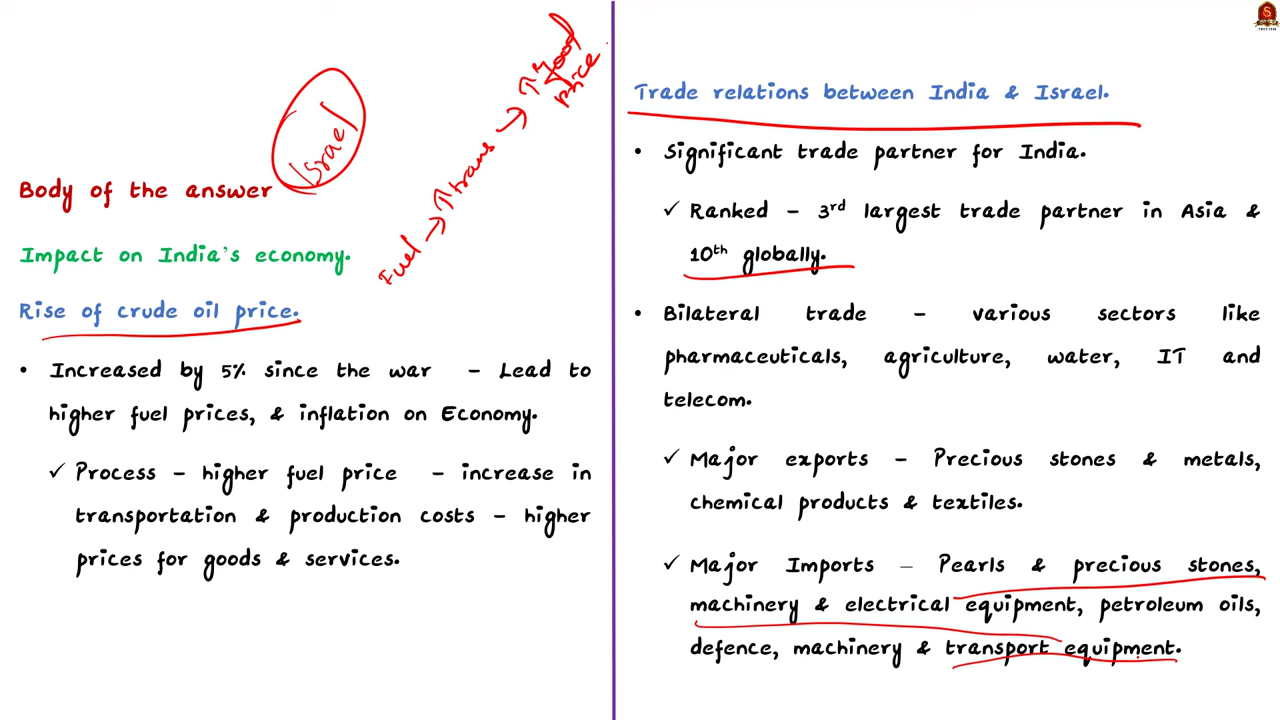 Israel
Fuel → ↑trans → ↑food
price
Body of the answer
Impact on India's economy.
Rise of crude oil price.
• Increased by 5% since the war – Lead to
higher fuel prices, & inflation on Economy.
✓ Process – higher fuel price – increase in
transportation & production costs – higher
prices for goods & services.
Trade relations between India & Israel.
• Significant trade partner for India.
✓ Ranked – 3rd largest trade partner in Asia &
10th globally.
• Bilateral trade – various sectors like
pharmaceuticals, agriculture, water, IT and
telecom.
✓ Major exports – Precious stones & metals,
chemical products & textiles.
✓ Major Imports – Pearls & precious stones,
machinery & electrical equipment, petroleum oils,
defence, machinery & transport equipment.